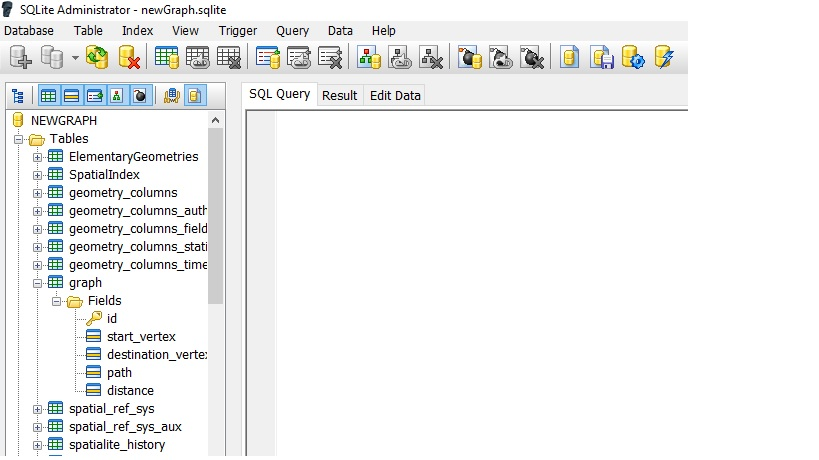 SQLite Administrator - newGraph.sqlite
Database Table Index View Trigger Query Data Help
SQL Query Result Edit Data
NEWGRAPH
Tables
ElementaryGeometries
SpatialIndex
geometry_columns
geometry_columns_auth
geometry_columns_field
geometry_columns_stati
geometry_columns_time
graph
Fields
id
start_vertex
destination_vertex
path
distance
spatial_ref_sys
spatial_ref_sys_aux
spatialite_history